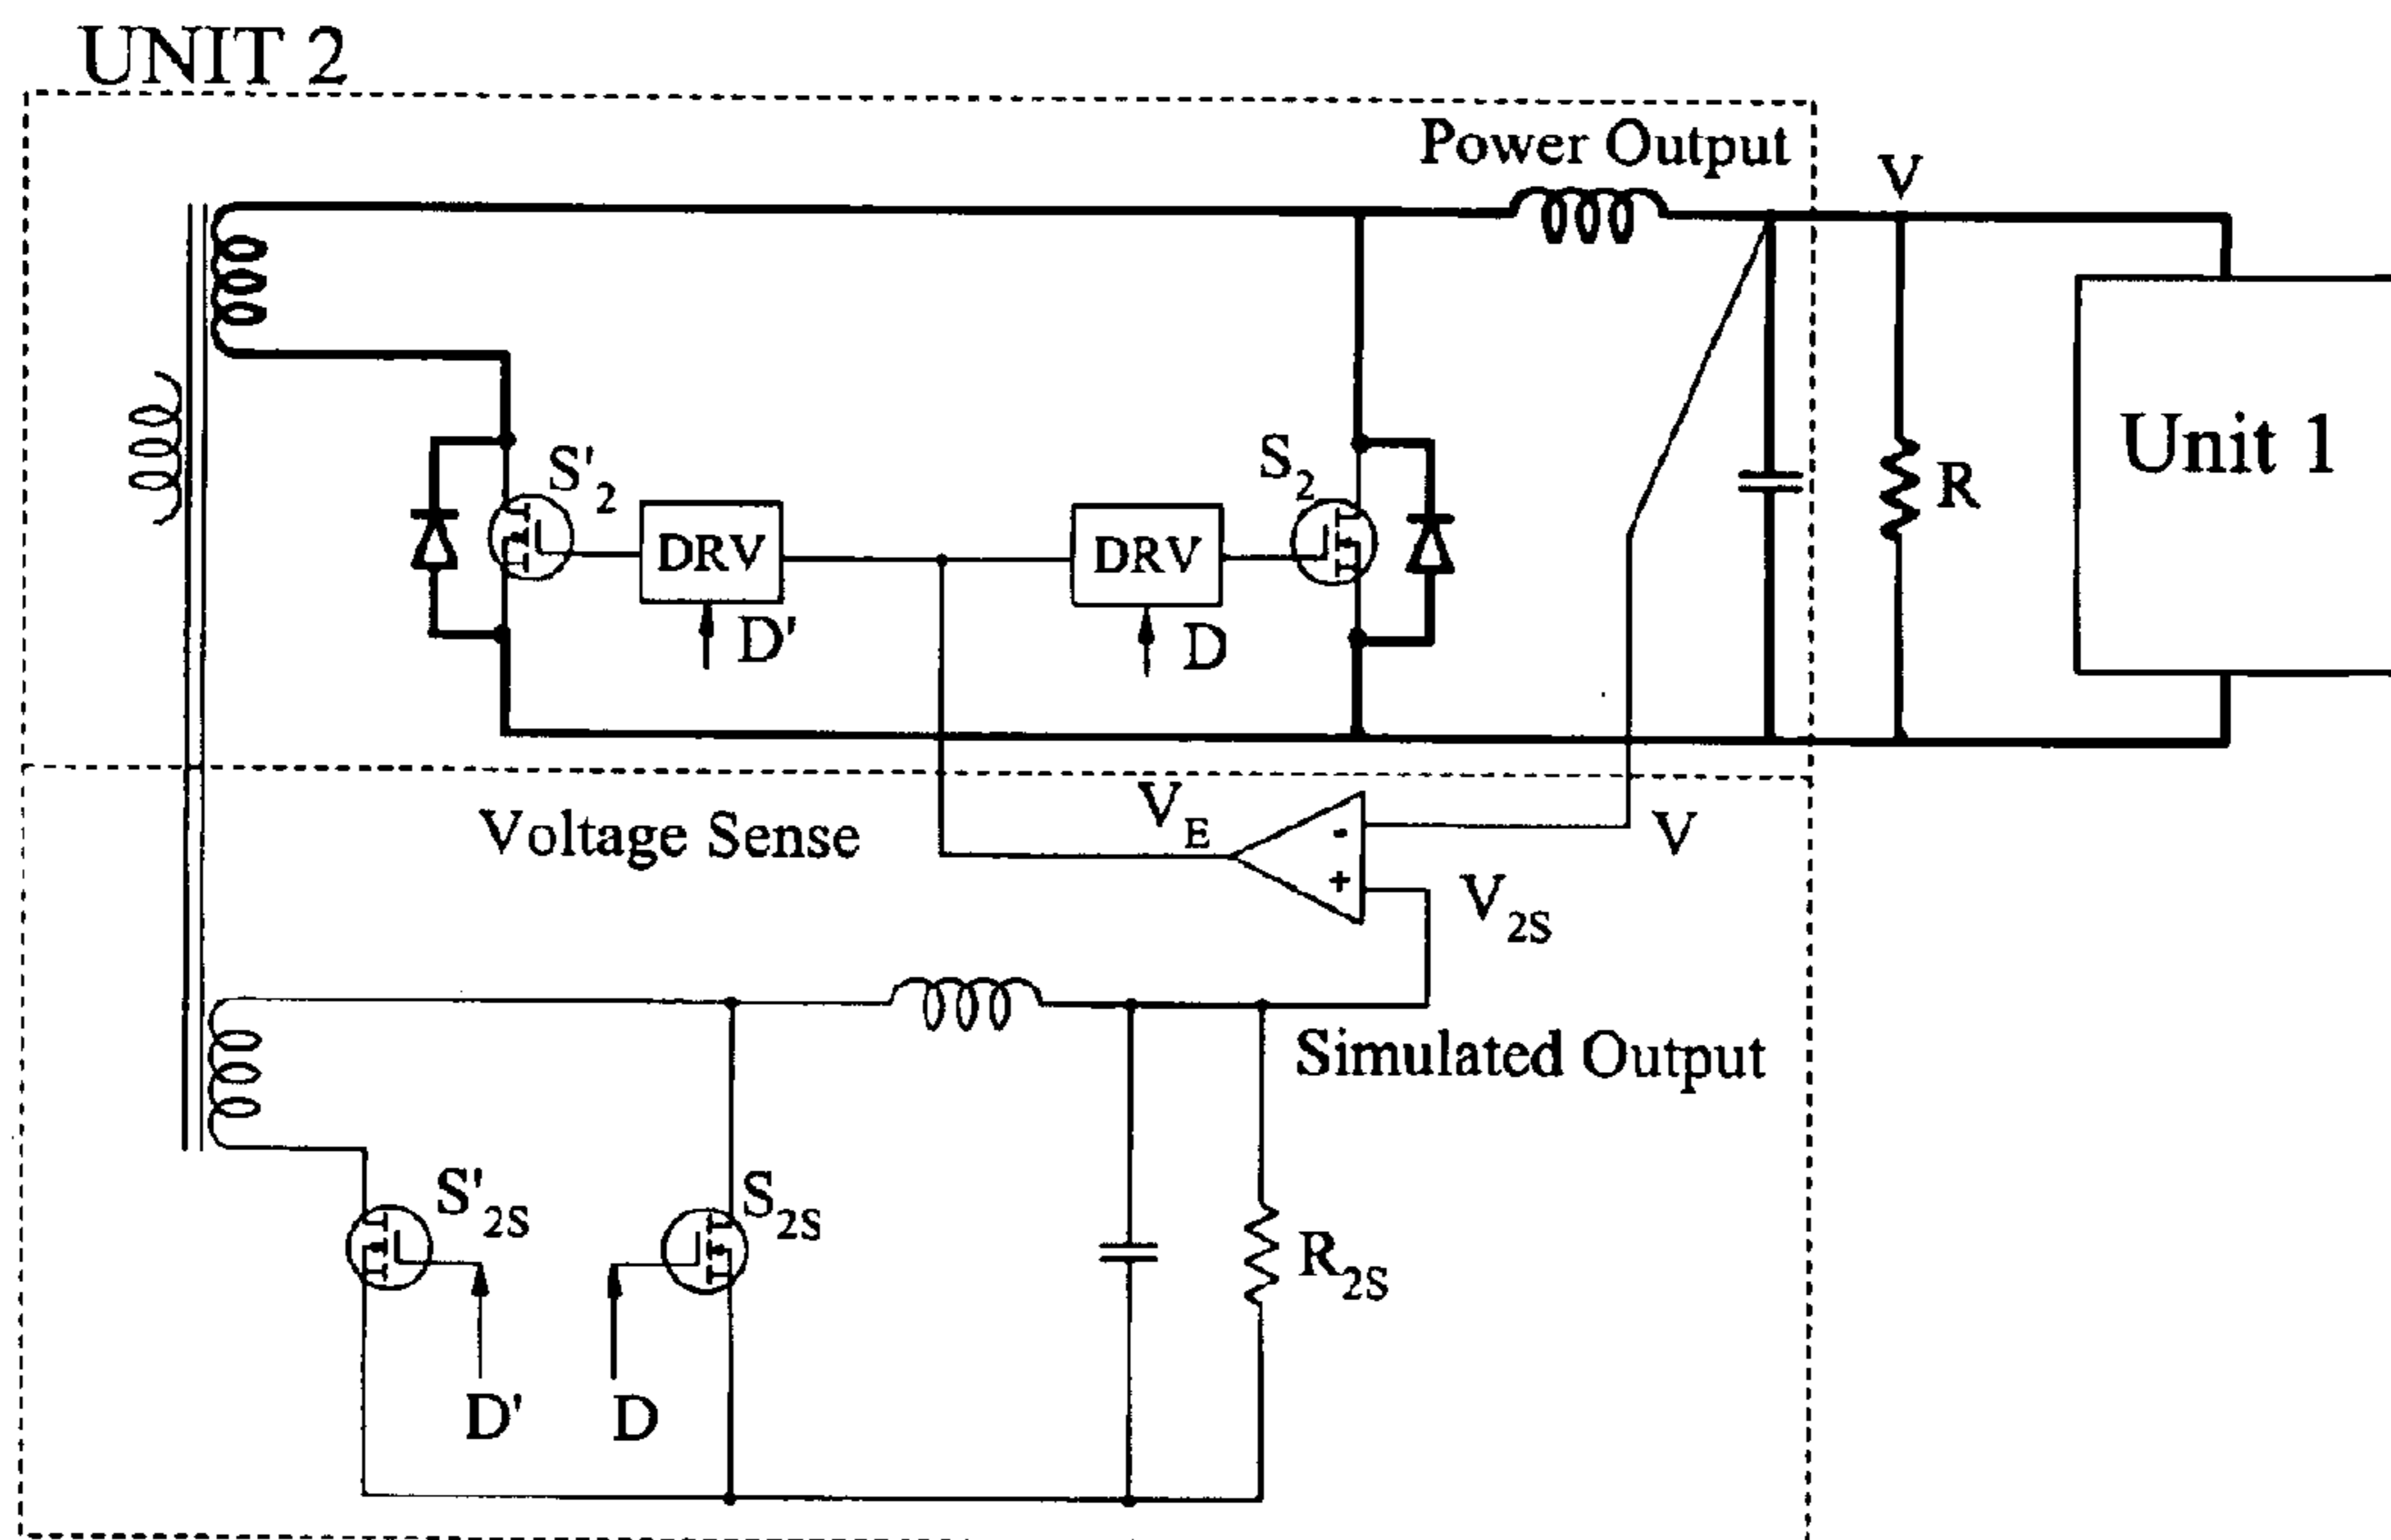 UNIT 2
Power Output
V
S'2
S2
DRV
DRV
R
Unit 1
D'
D
Voltage Sense
VE
-
V
+
V2S
Simulated Output
S'2S
S2S
R2S
D'
D